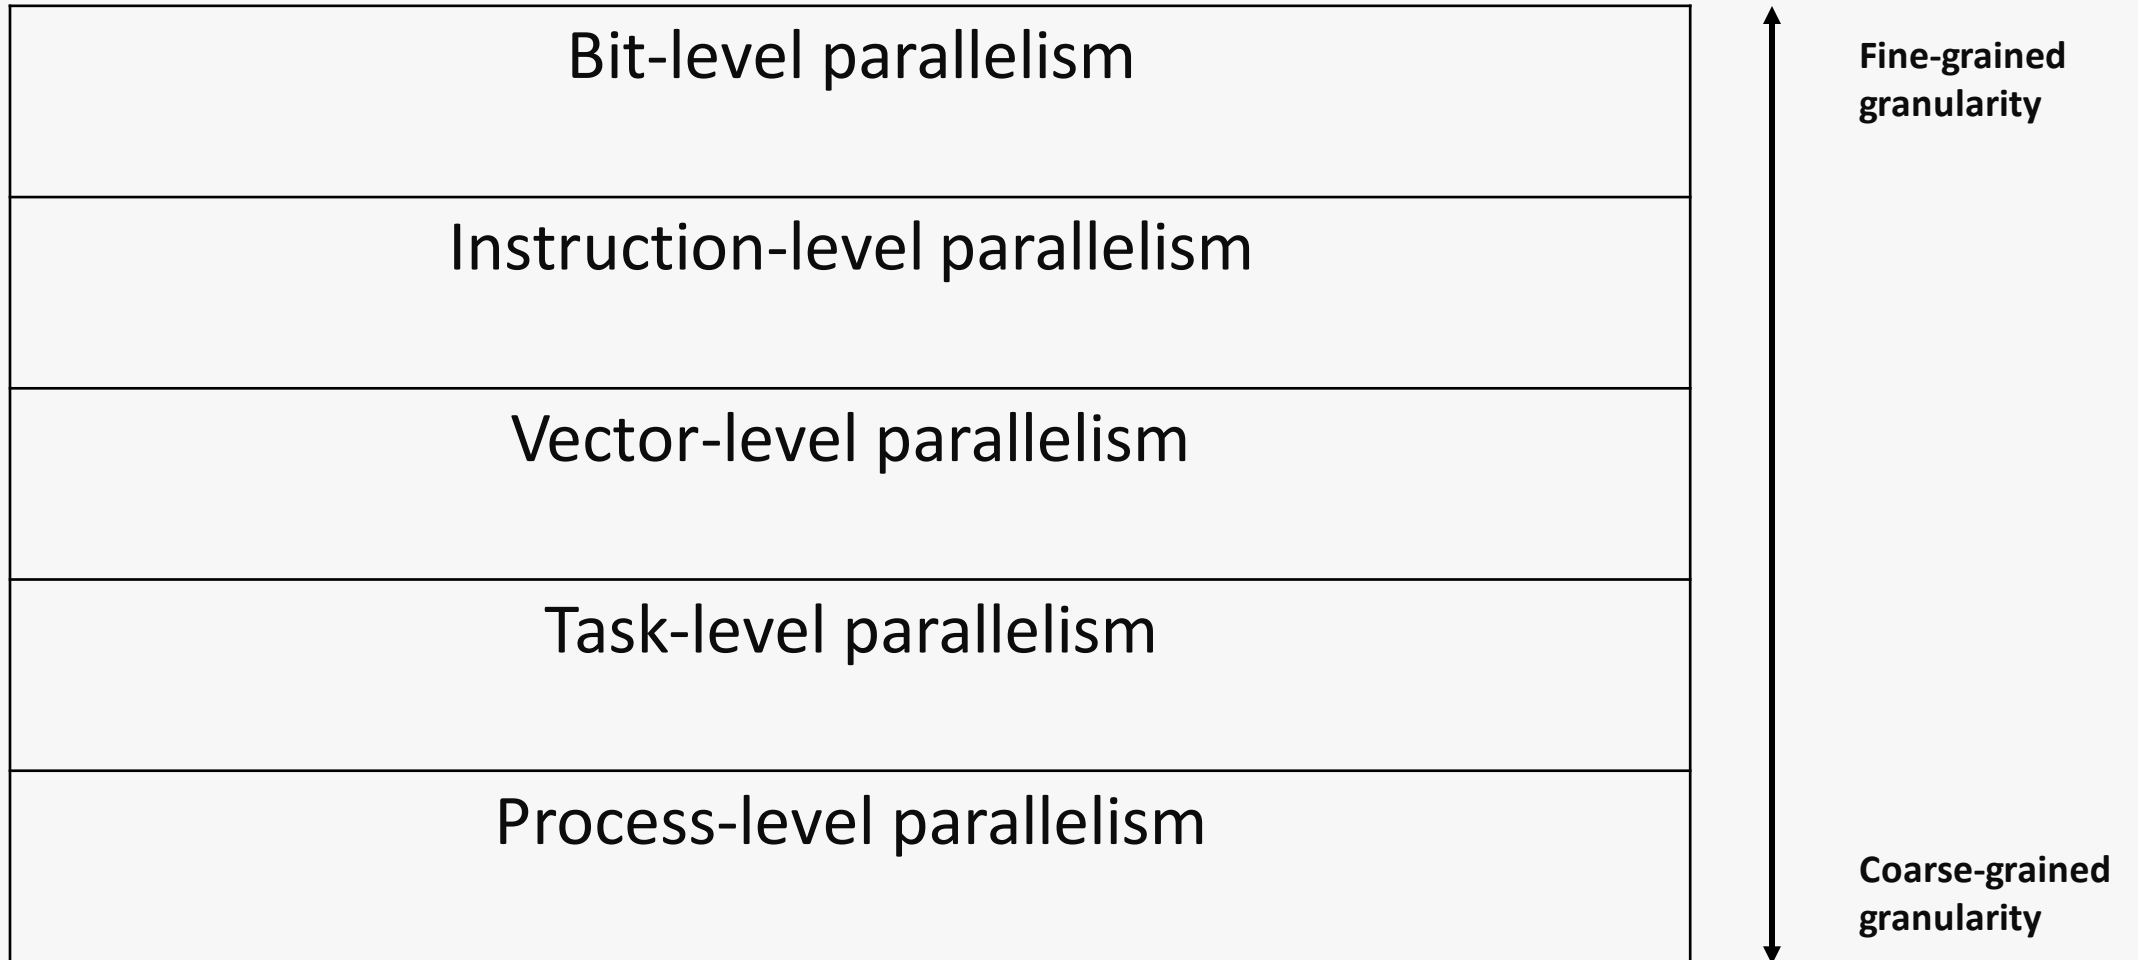 Bit-level parallelism
Fine-grained
granularity
Instruction-level parallelism
Vector-level parallelism
Task-level parallelism
Process-level parallelism
Coarse-grained
granularity